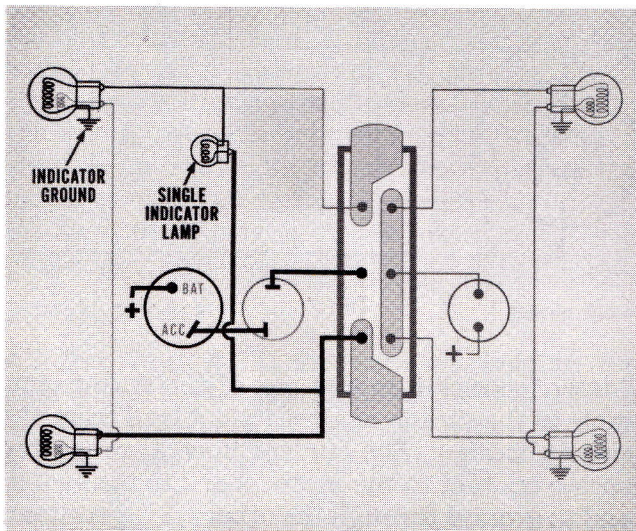 INDICATOR
GROUND
SINGLE
INDICATOR
LAMP
BAT
+
ACC
+